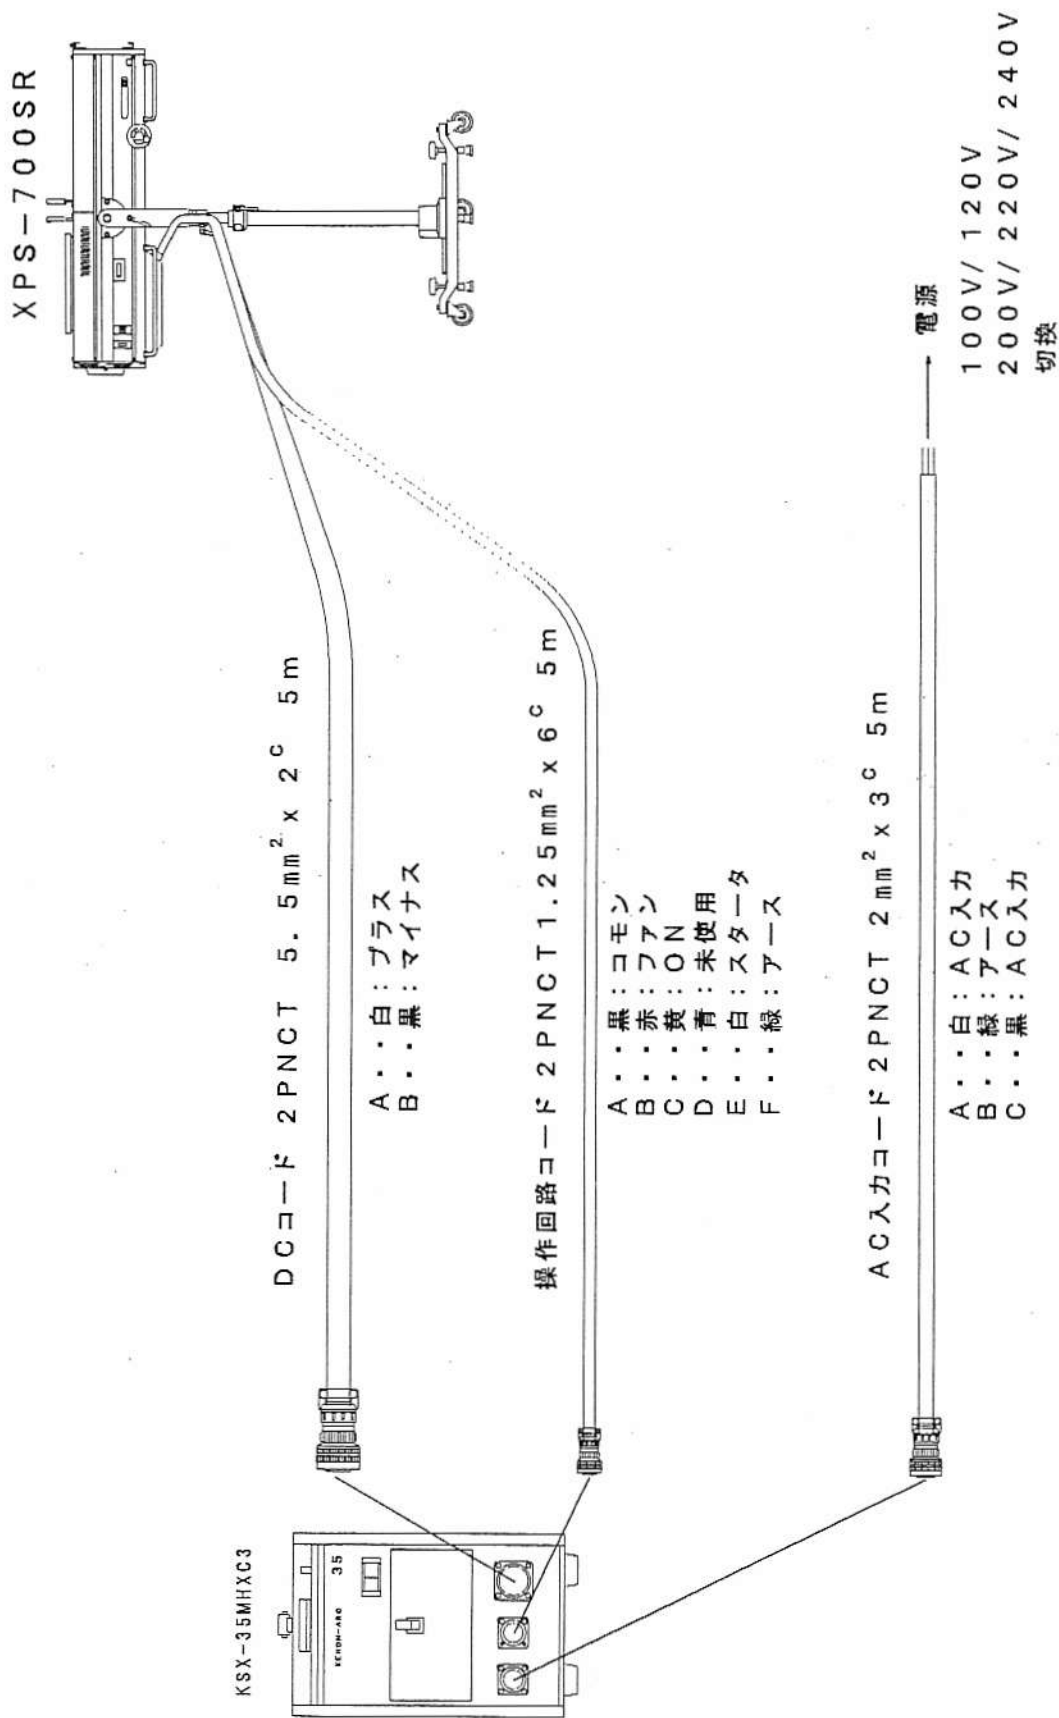 XPS-700SR
KSX-35MHXC3
XENON-ARC
35
DCコード 2PNCT 5.5mm² x 2ᶜ 5m
A・・白:プラス
B・・黒:マイナス
操作回路コード 2PNCT1.25mm² x 6ᶜ 5m
A・・黒:コモン
B・・赤:ファン
C・・黄:ON
D・・青:未使用
E・・白:スタータ
F・・緑:アース
AC入力コード 2PNCT 2mm² x 3ᶜ 5m
A・・白:AC入力
B・・緑:アース
C・・黒:AC入力
電源
100V/120V
200V/220V/240V
切換